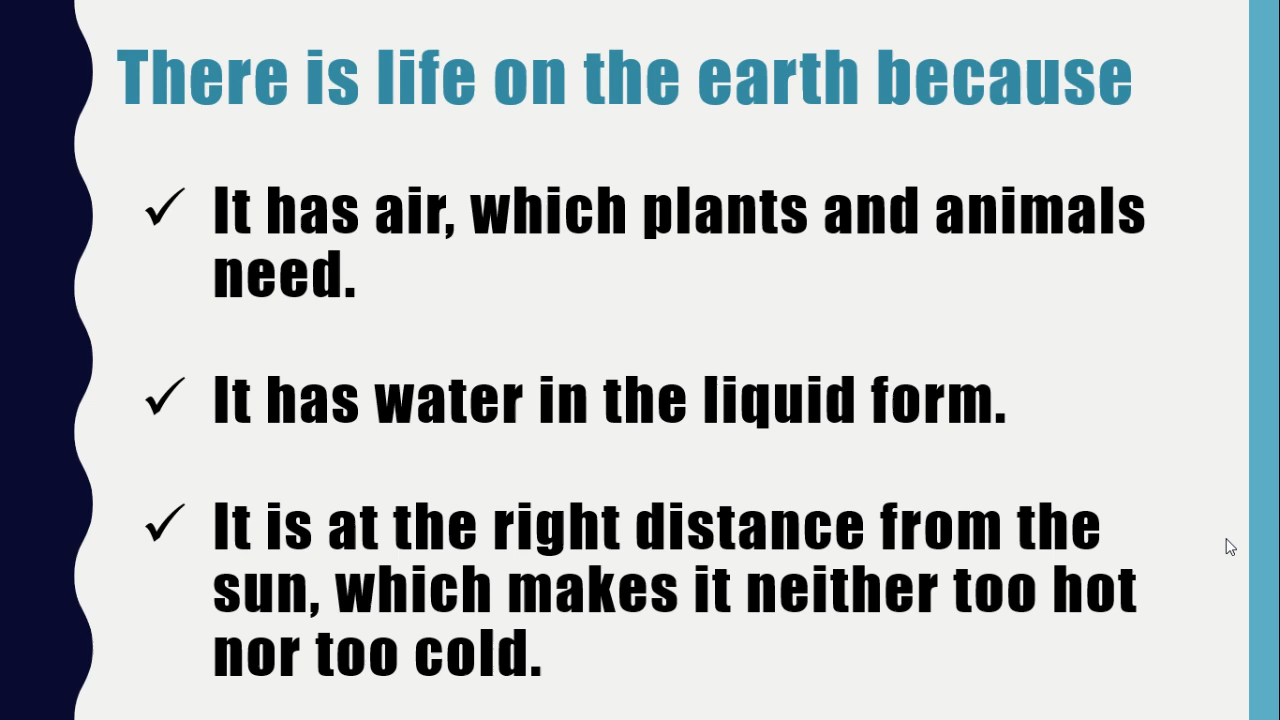 There is life on the earth because
✓ It has air, which plants and animals
need.
✓ It has water in the liquid form.
✓ It is at the right distance from the
sun, which makes it neither too hot
nor too cold.